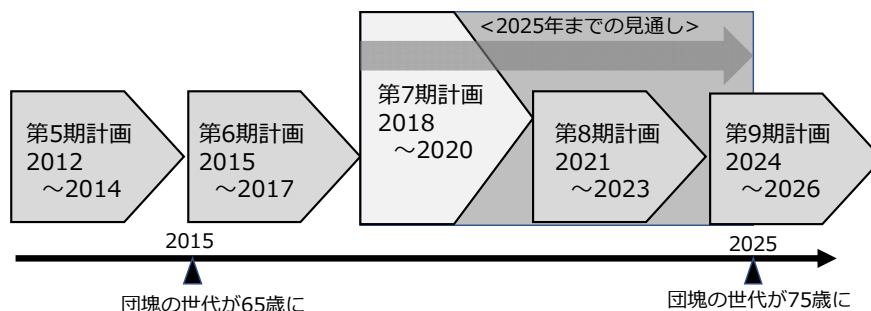 <2025年までの見通し>
第5期計画
2012
～2014
第6期計画
2015
～2017
第7期計画
2018
～2020
第8期計画
2021
～2023
第9期計画
2024
～2026
2015
2025
団塊の世代が65歳に
団塊の世代が75歳に